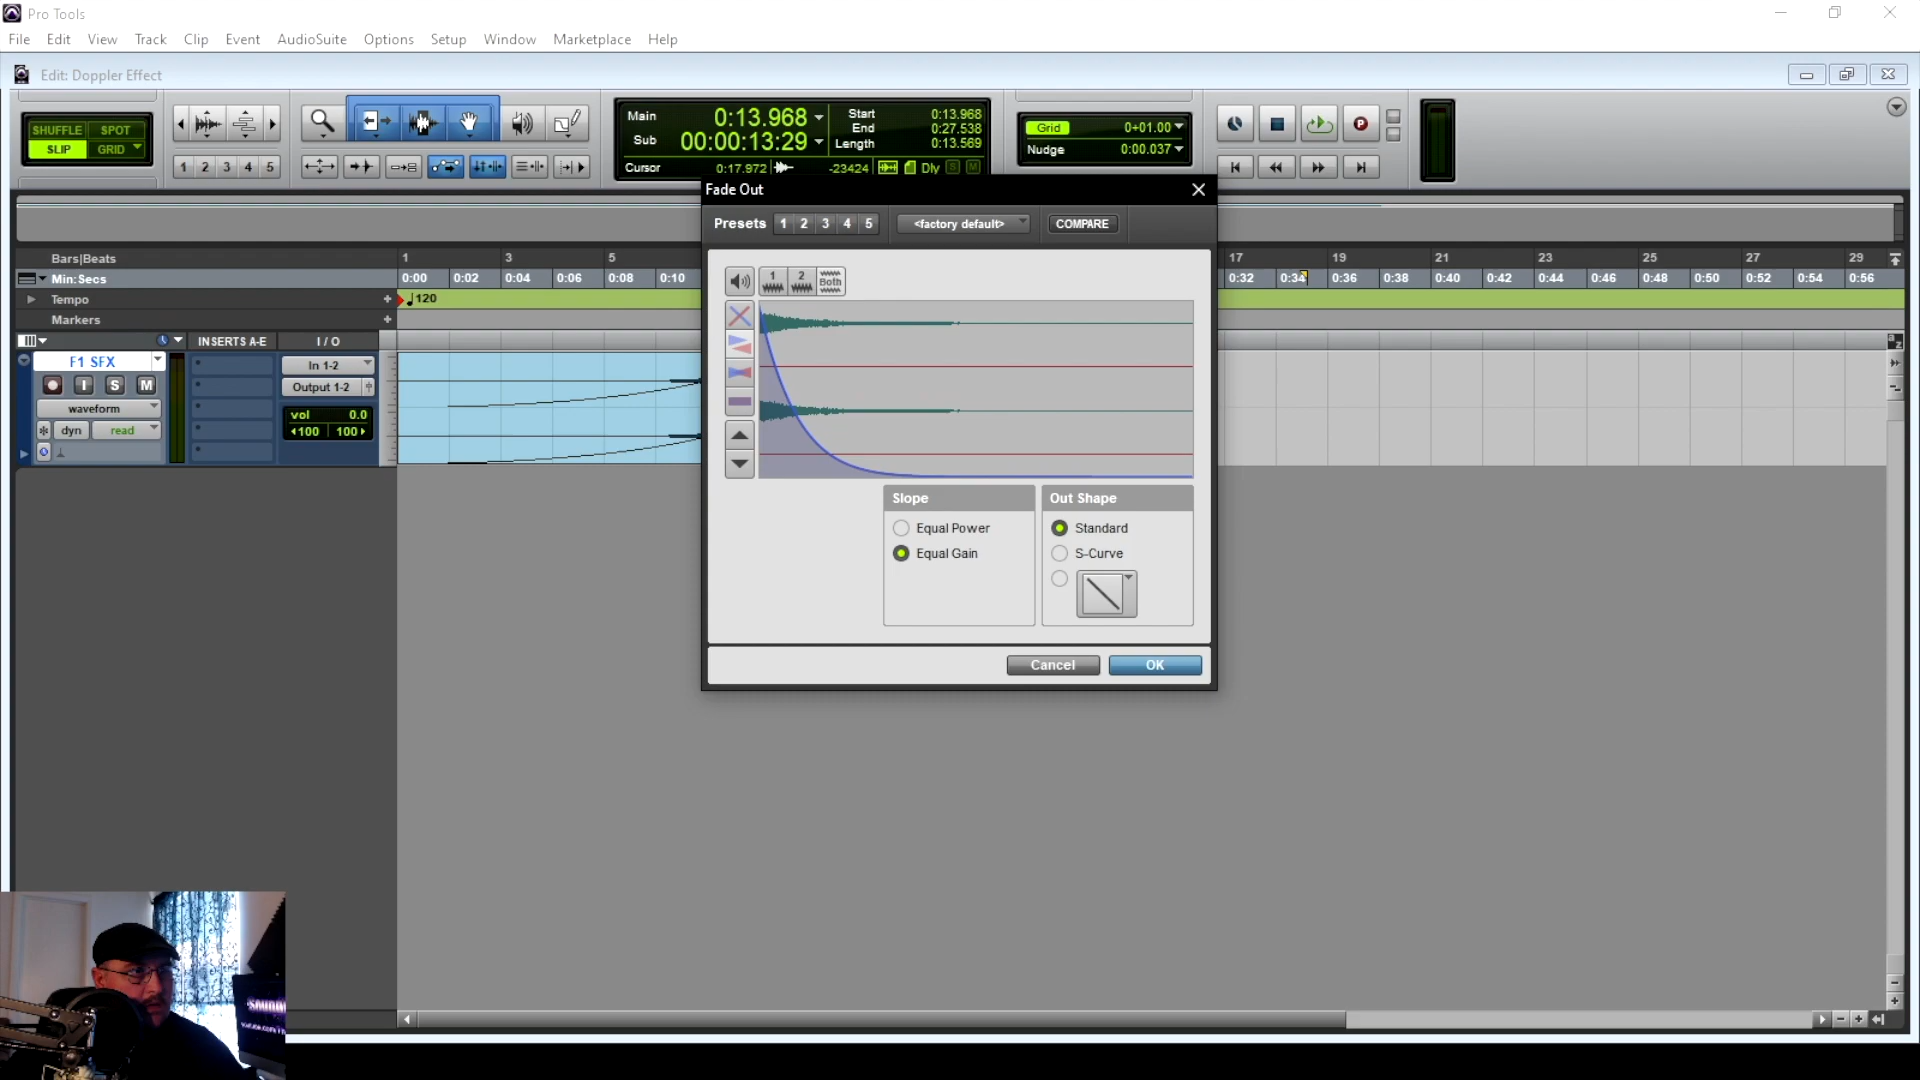 Pro Tools
File Edit View Track Clip Event AudioSuite Options Setup Window Marketplace Help
Edit: Doppler Effect
SHUFFLE SPOT
SLIP GRID
1 2 3 4 5
Main 0:13.968
Sub 00:00:13:29
Start 0:13.968
End 0:27.538
Length 0:13.569
Cursor 0:17.972 -23424 Dly S M
Grid 0+01.00
Nudge 0:00.037
Fade Out
Presets 1 2 3 4 5 <factory default> COMPARE
1 2 Both
Slope
Equal Power
Equal Gain
Out Shape
Standard
S-Curve
Cancel OK
Bars|Beats 1 3 5 17 19 21 23 25 27 29
Min:Secs 0:00 0:02 0:04 0:06 0:08 0:10 0:32 0:34 0:36 0:38 0:40 0:42 0:44 0:46 0:48 0:50 0:52 0:54 0:56
Tempo 120
Markers
INSERTS A-E I / O
F1 SFX
I S M
waveform
dyn read
In 1-2
Output 1-2
vol 0.0
100 100
a z